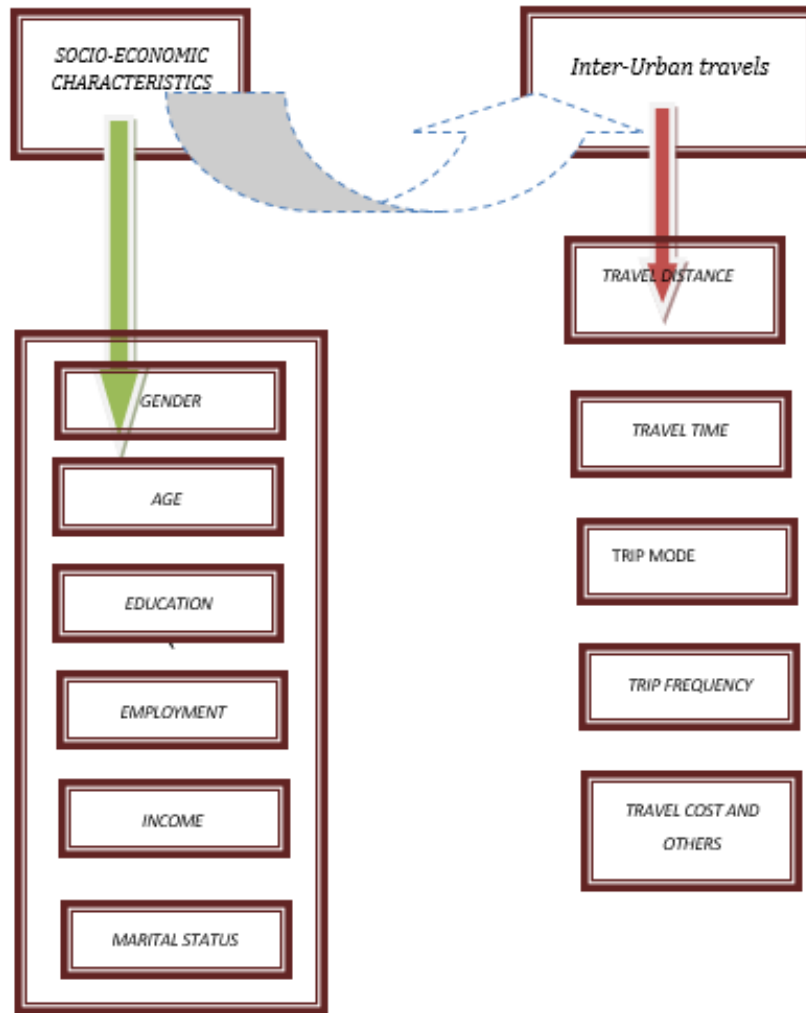 SOCIO-ECONOMIC
CHARACTERISTICS
Inter-Urban travels
TRAVEL DISTANCE
GENDER
TRAVEL TIME
AGE
TRIP MODE
EDUCATION
TRIP FREQUENCY
EMPLOYMENT
TRAVEL COST AND
OTHERS
INCOME
MARITAL STATUS